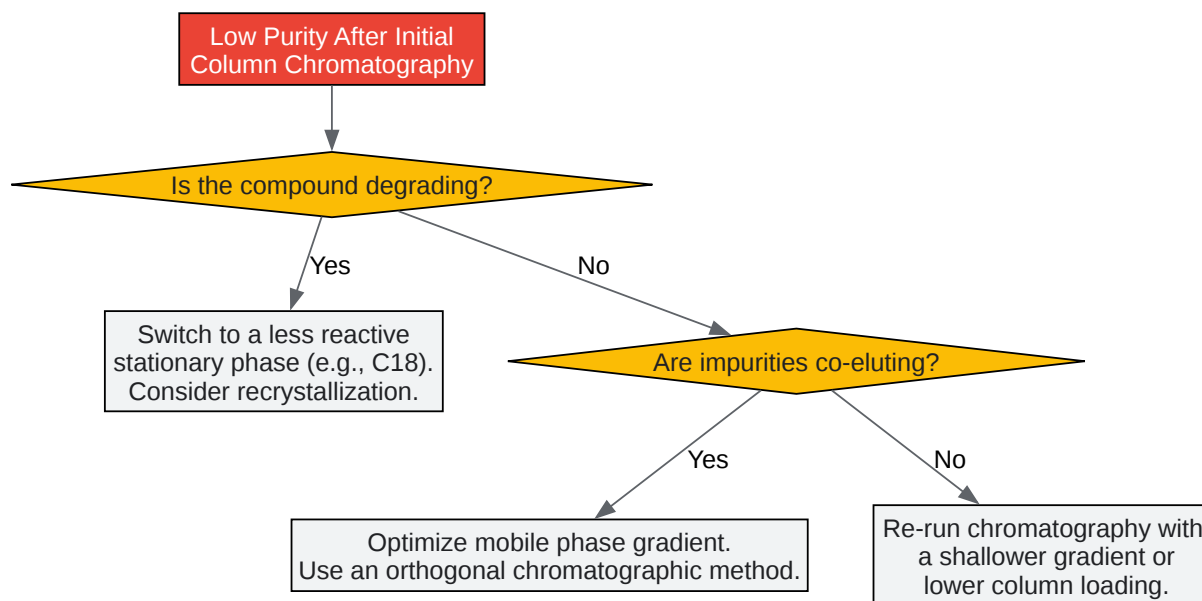 Low Purity After Initial
Column Chromatography
Is the compound degrading?
Yes
No
Switch to a less reactive
stationary phase (e.g., C18).
Consider recrystallization.
Are impurities co-eluting?
Yes
No
Optimize mobile phase gradient.
Use an orthogonal chromatographic method.
Re-run chromatography with
a shallower gradient or
lower column loading.